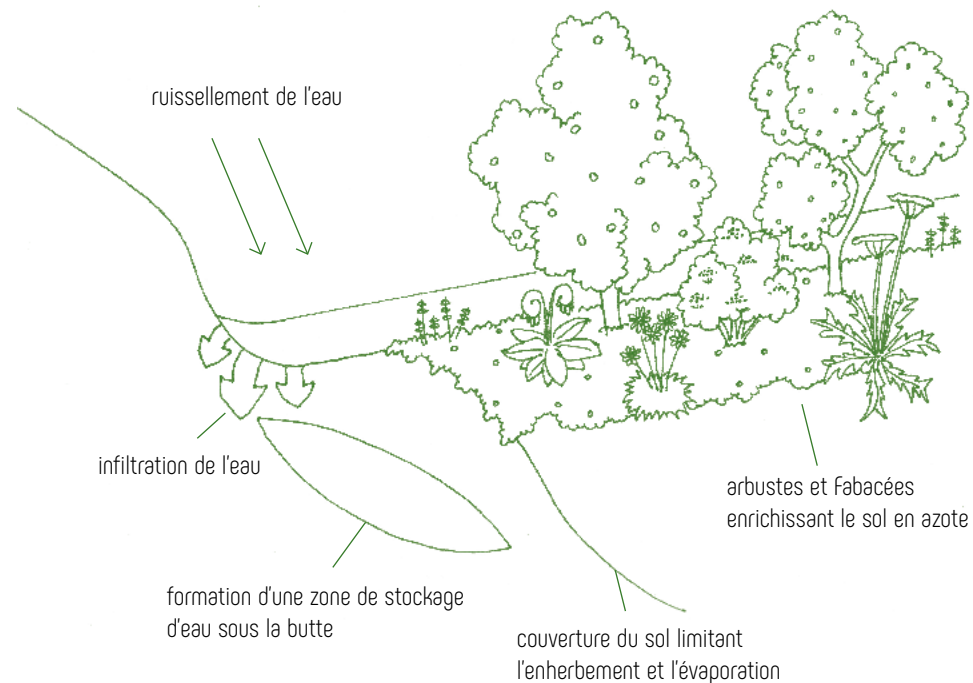 ruissellement de l'eau
infiltration de l'eau
arbustes et Fabacées
enrichissant le sol en azote
formation d'une zone de stockage
d'eau sous la butte
couverture du sol limitant
l'enherbement et l'évaporation